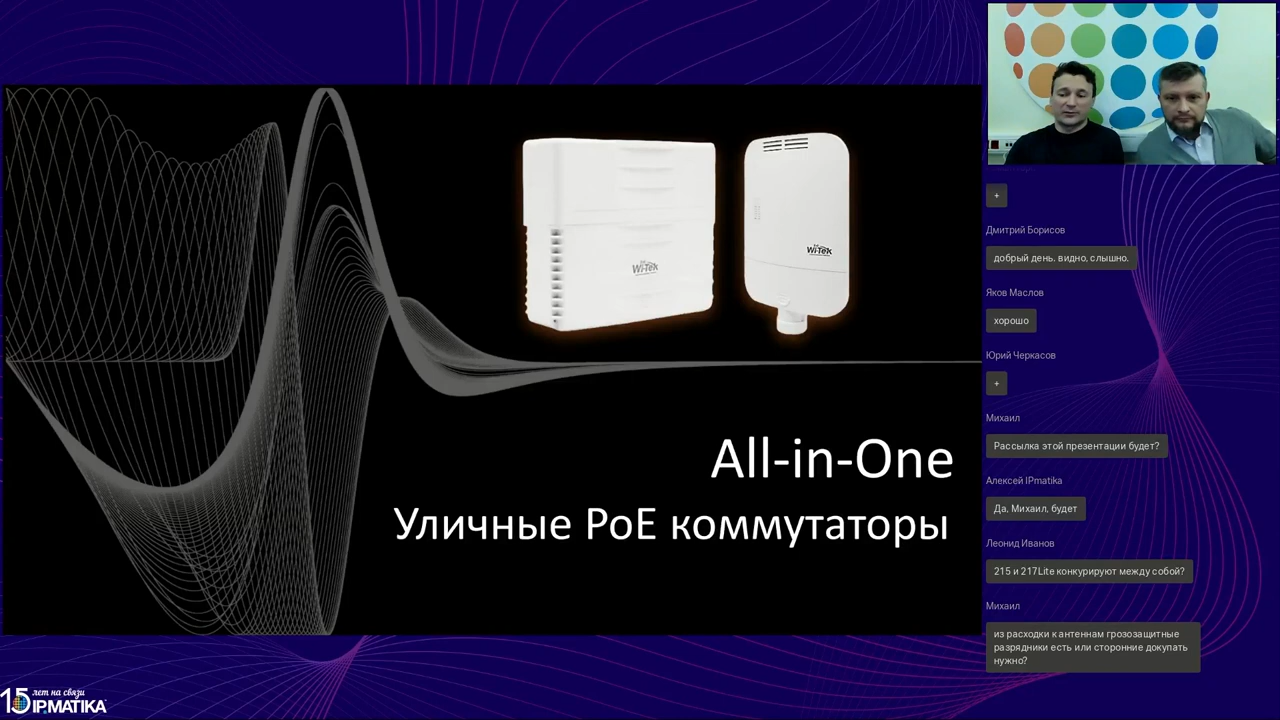 Wi-Tek
Wi-Tek
All-in-One
Уличные PoE коммутаторы
+
Дмитрий Борисов
добрый день. видно, слышно.
Яков Маслов
хорошо
Юрий Черкасов
+
Михаил
Рассылка этой презентации будет?
Алексей IPmatika
Да, Михаил, будет
Леонид Иванов
215 и 217Lite конкурируют между собой?
Михаил
из расходки к антеннам грозозащитные
разрядники есть или сторонние докупать
нужно?
15 лет на связи
IPMATIKA